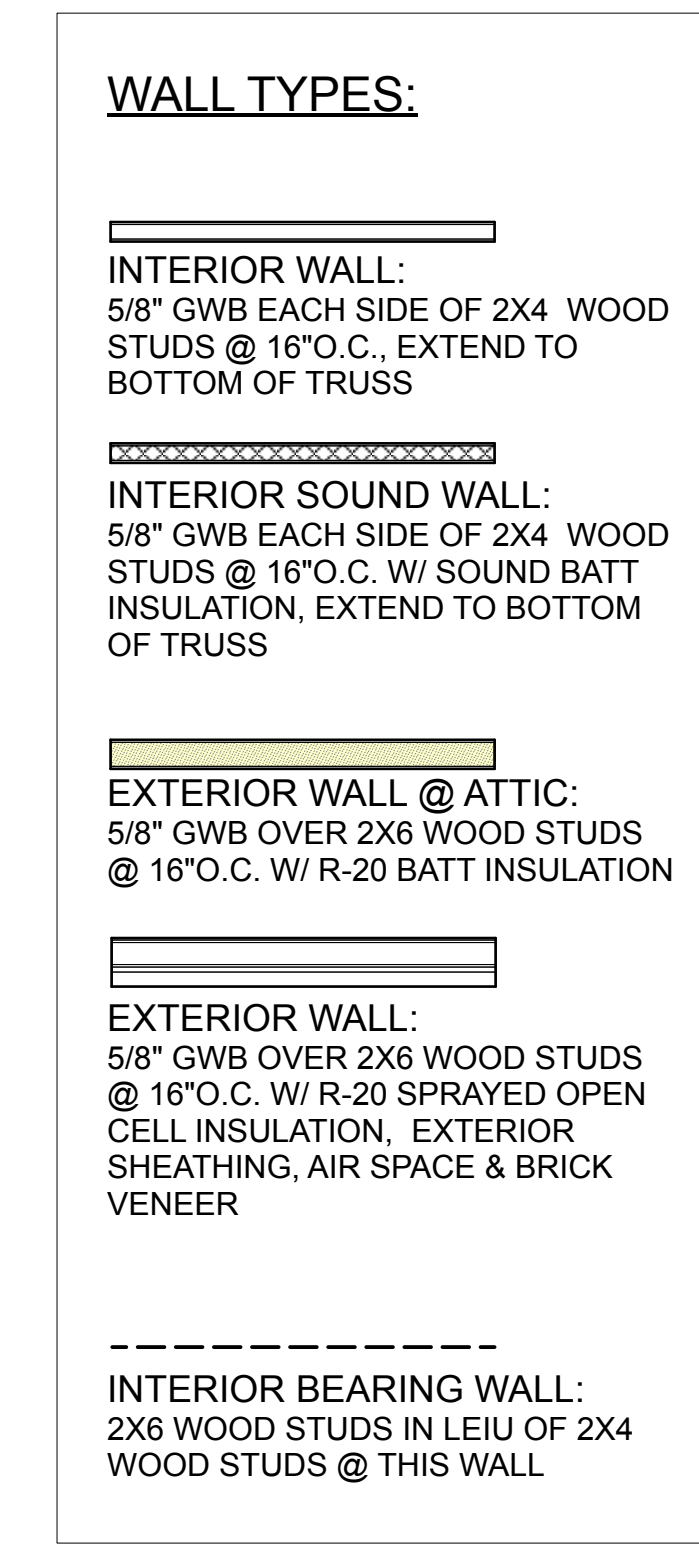 WALL TYPES:
INTERIOR WALL:
5/8" GWB EACH SIDE OF 2X4  WOOD
STUDS @ 16"O.C., EXTEND TO
BOTTOM OF TRUSS
INTERIOR SOUND WALL:
5/8" GWB EACH SIDE OF 2X4  WOOD
STUDS @ 16"O.C. W/ SOUND BATT
INSULATION, EXTEND TO BOTTOM
OF TRUSS
EXTERIOR WALL @ ATTIC:
5/8" GWB OVER 2X6 WOOD STUDS
@ 16"O.C. W/ R-20 BATT INSULATION
EXTERIOR WALL:
5/8" GWB OVER 2X6 WOOD STUDS
@ 16"O.C. W/ R-20 SPRAYED OPEN
CELL INSULATION,  EXTERIOR
SHEATHING, AIR SPACE & BRICK
VENEER
INTERIOR BEARING WALL:
2X6 WOOD STUDS IN LEIU OF 2X4
WOOD STUDS @ THIS WALL